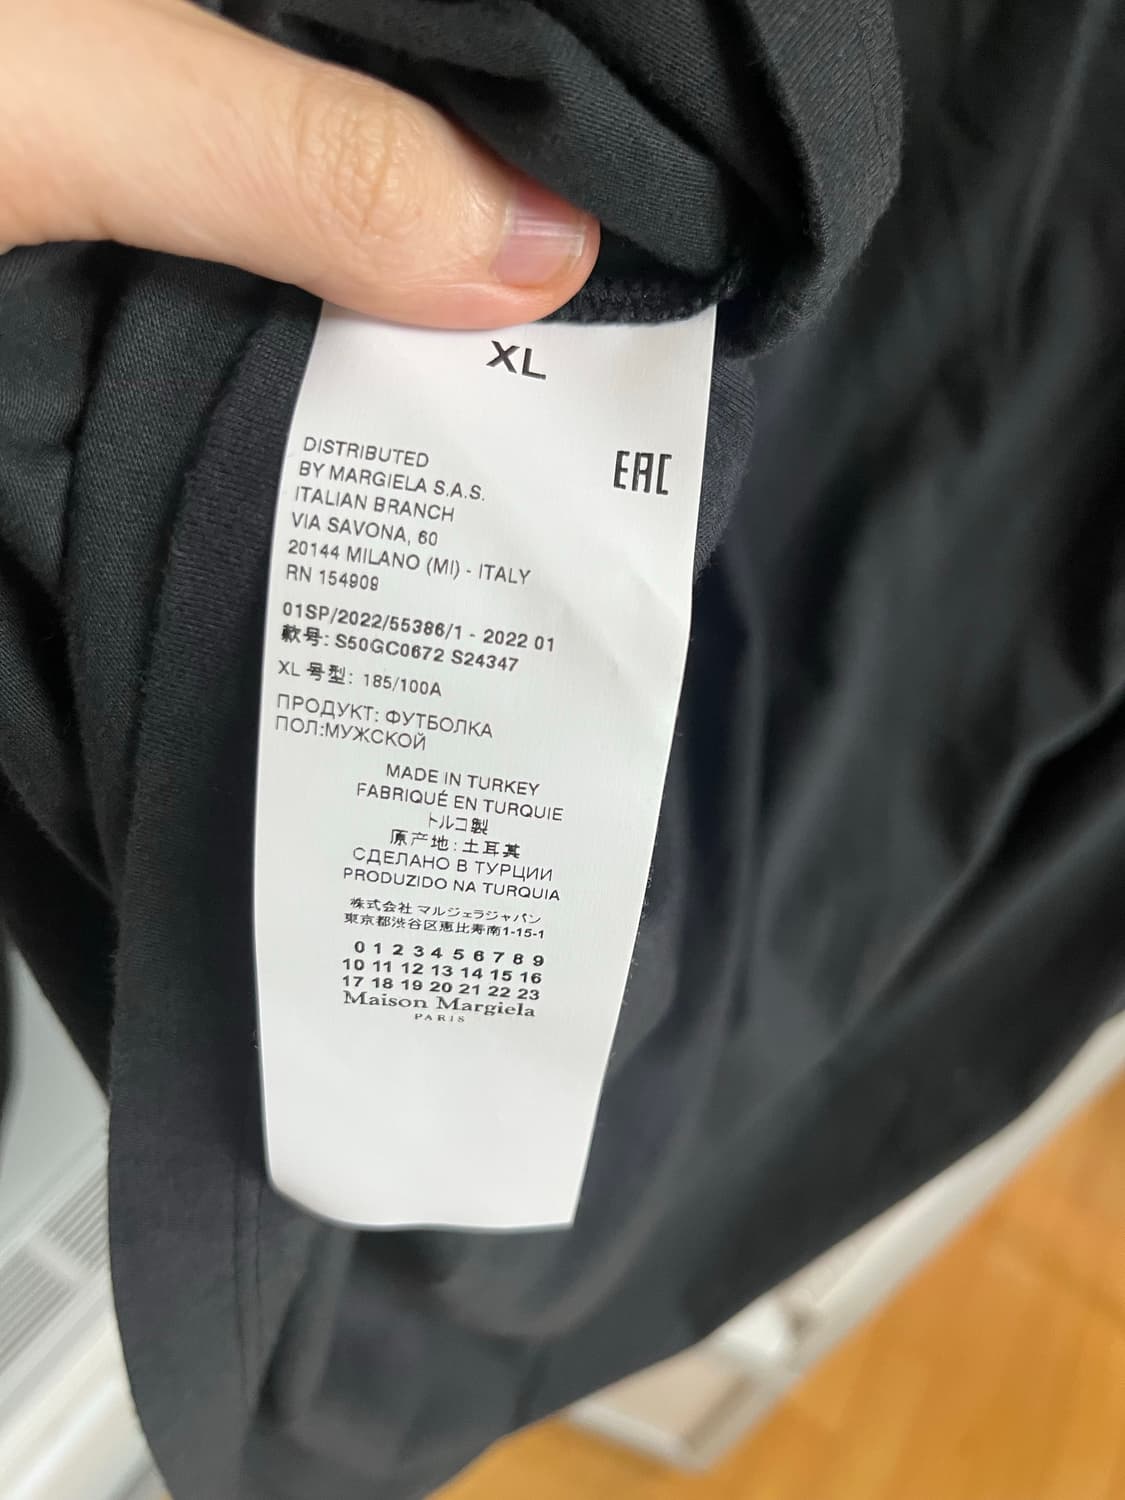 XL
EAC
DISTRIBUTED
BY MARGIELA S.A.S.
ITALIAN BRANCH
VIA SAVONA, 60
20144 MILANO (MI) - ITALY
RN 154909
01SP/2022/55386/1 - 2022 01
款号: S50GC0672 S24347
XL 号型: 185/100A
ПРОДУКТ: ФУТБОЛКА
ПОЛ:МУЖСКОЙ
MADE IN TURKEY
FABRIQUÉ EN TURQUIE
トルコ製
原产地: 土耳其
СДЕЛАНО В ТУРЦИИ
PRODUZIDO NA TURQUIA
株式会社 マルジェラジャパン
東京都渋谷区恵比寿南1-15-1
0 1 2 3 4 5 6 7 8 9
10 11 12 13 14 15 16
17 18 19 20 21 22 23
Maison Margiela
PARIS